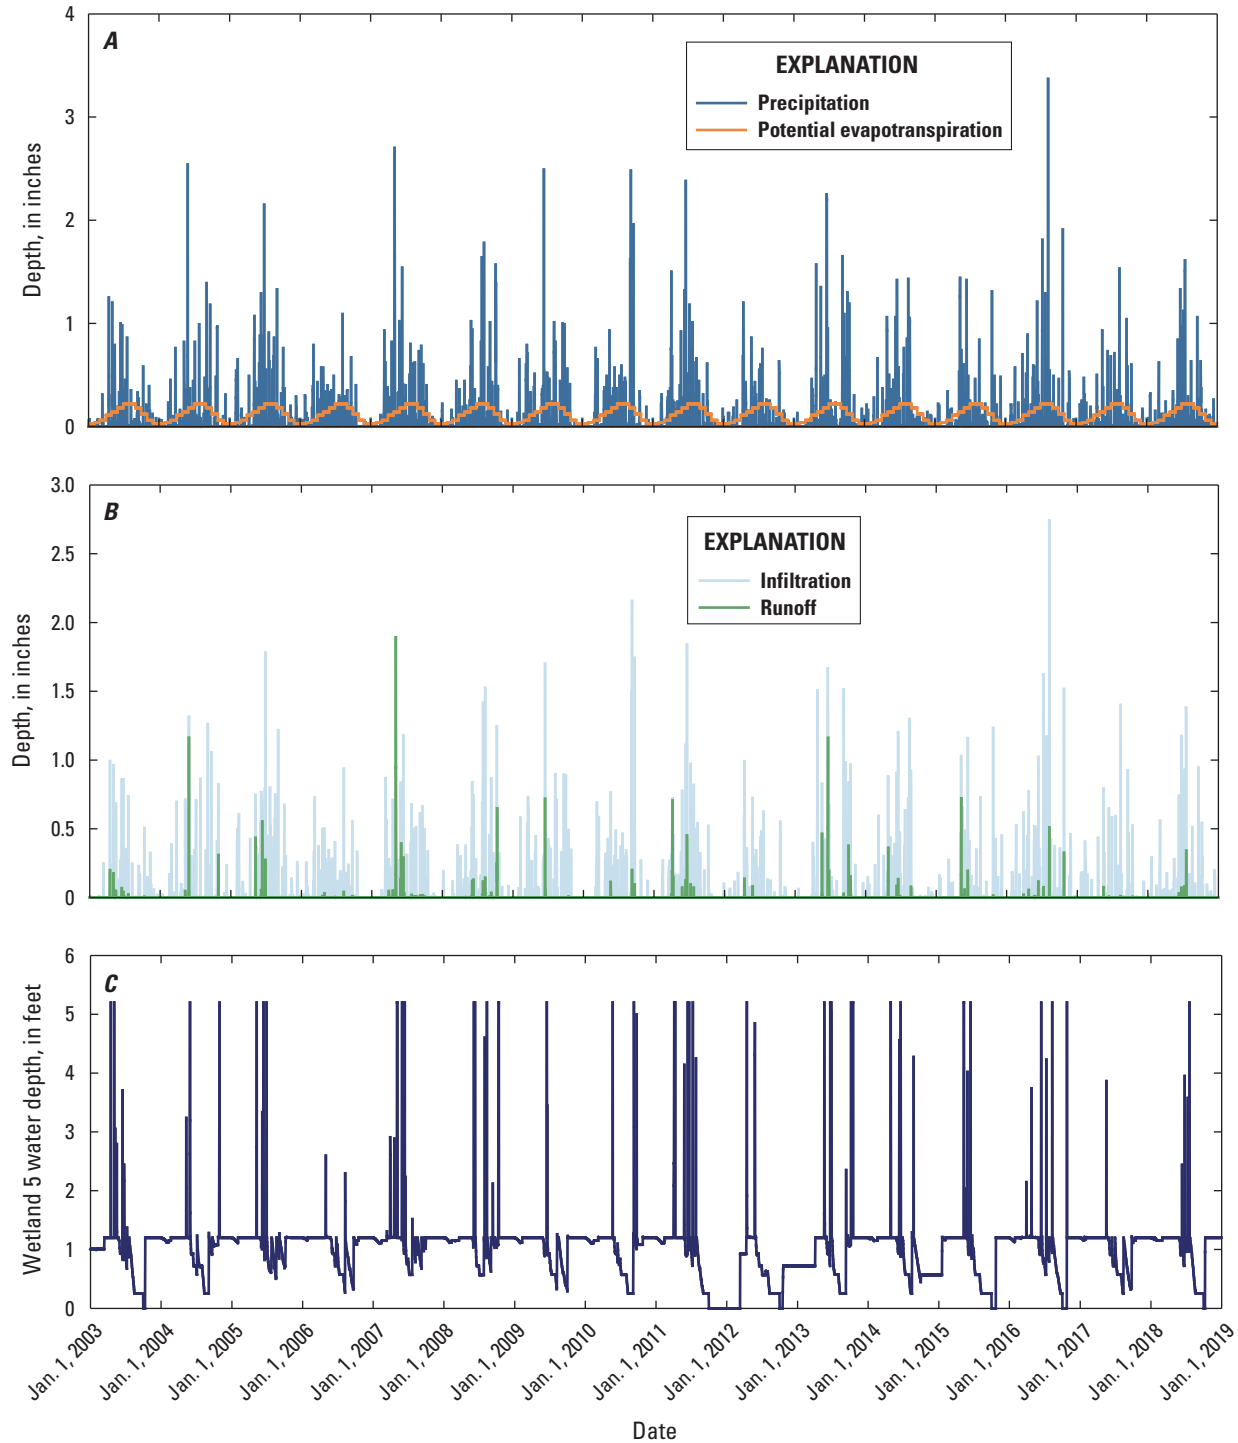 A
EXPLANATION
Precipitation
Potential evapotranspiration
Depth, in inches
4
3
2
1
0
B
EXPLANATION
Infiltration
Runoff
Depth, in inches
3.0
2.5
2.0
1.5
1.0
0.5
0
C
Wetland 5 water depth, in feet
6
5
4
3
2
1
0
Jan. 1, 2003
Jan. 1, 2004
Jan. 1, 2005
Jan. 1, 2006
Jan. 1, 2007
Jan. 1, 2008
Jan. 1, 2009
Jan. 1, 2010
Jan. 1, 2011
Jan. 1, 2012
Jan. 1, 2013
Jan. 1, 2014
Jan. 1, 2015
Jan. 1, 2016
Jan. 1, 2017
Jan. 1, 2018
Jan. 1, 2019
Date